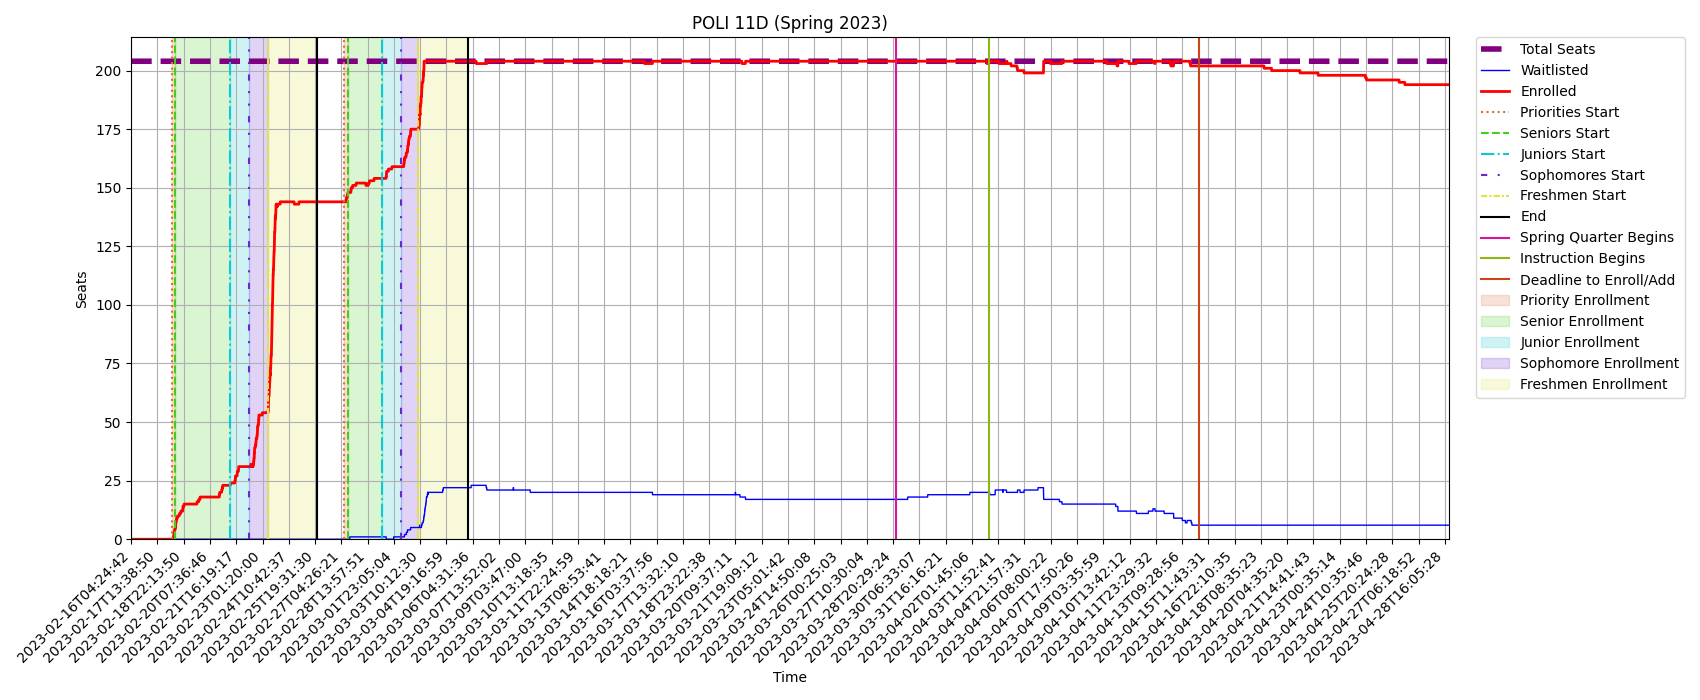 POLI 11D (Spring 2023)
Seats
200
175
150
125
100
75
50
25
0
2023-02-16T04:24:42
2023-02-17T13:38:50
2023-02-18T22:13:50
2023-02-20T07:36:46
2023-02-21T16:19:17
2023-02-23T01:20:00
2023-02-24T10:42:37
2023-02-25T19:31:30
2023-02-27T04:26:21
2023-02-28T13:57:51
2023-03-01T23:05:04
2023-03-03T10:12:30
2023-03-04T19:16:59
2023-03-06T04:31:36
2023-03-07T13:52:02
2023-03-09T03:47:00
2023-03-10T13:18:35
2023-03-11T22:24:59
2023-03-13T08:53:41
2023-03-14T18:18:21
2023-03-16T03:37:56
2023-03-17T13:32:10
2023-03-18T23:22:38
2023-03-20T09:37:11
2023-03-21T19:09:12
2023-03-23T05:01:42
2023-03-24T14:50:08
2023-03-26T00:25:03
2023-03-27T10:30:04
2023-03-28T20:29:24
2023-03-30T06:33:07
2023-03-31T16:16:21
2023-04-02T01:45:06
2023-04-03T11:52:41
2023-04-04T21:57:31
2023-04-06T08:00:22
2023-04-07T17:50:26
2023-04-09T03:35:59
2023-04-10T13:42:12
2023-04-11T23:29:32
2023-04-13T09:28:56
2023-04-15T11:43:31
2023-04-16T22:10:35
2023-04-18T08:35:23
2023-04-20T04:35:20
2023-04-21T14:41:43
2023-04-23T00:35:14
2023-04-24T10:35:46
2023-04-25T20:24:28
2023-04-27T06:18:52
2023-04-28T16:05:28
Time
Total Seats
Waitlisted
Enrolled
Priorities Start
Seniors Start
Juniors Start
Sophomores Start
Freshmen Start
End
Spring Quarter Begins
Instruction Begins
Deadline to Enroll/Add
Priority Enrollment
Senior Enrollment
Junior Enrollment
Sophomore Enrollment
Freshmen Enrollment